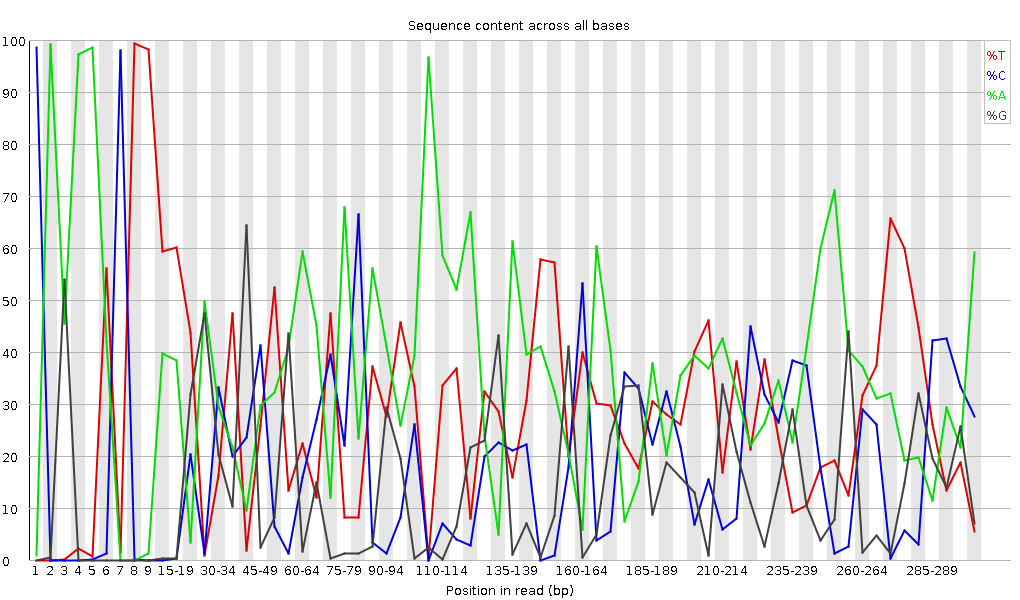 Sequence content across all bases
100
90
80
70
60
50
40
30
20
10
0
%T
%C
%A
%G
1 2 3 4 5 6 7 8 9 15-19 30-34 45-49 60-64 75-79 90-94 110-114 135-139 160-164 185-189 210-214 235-239 260-264 285-289
Position in read (bp)